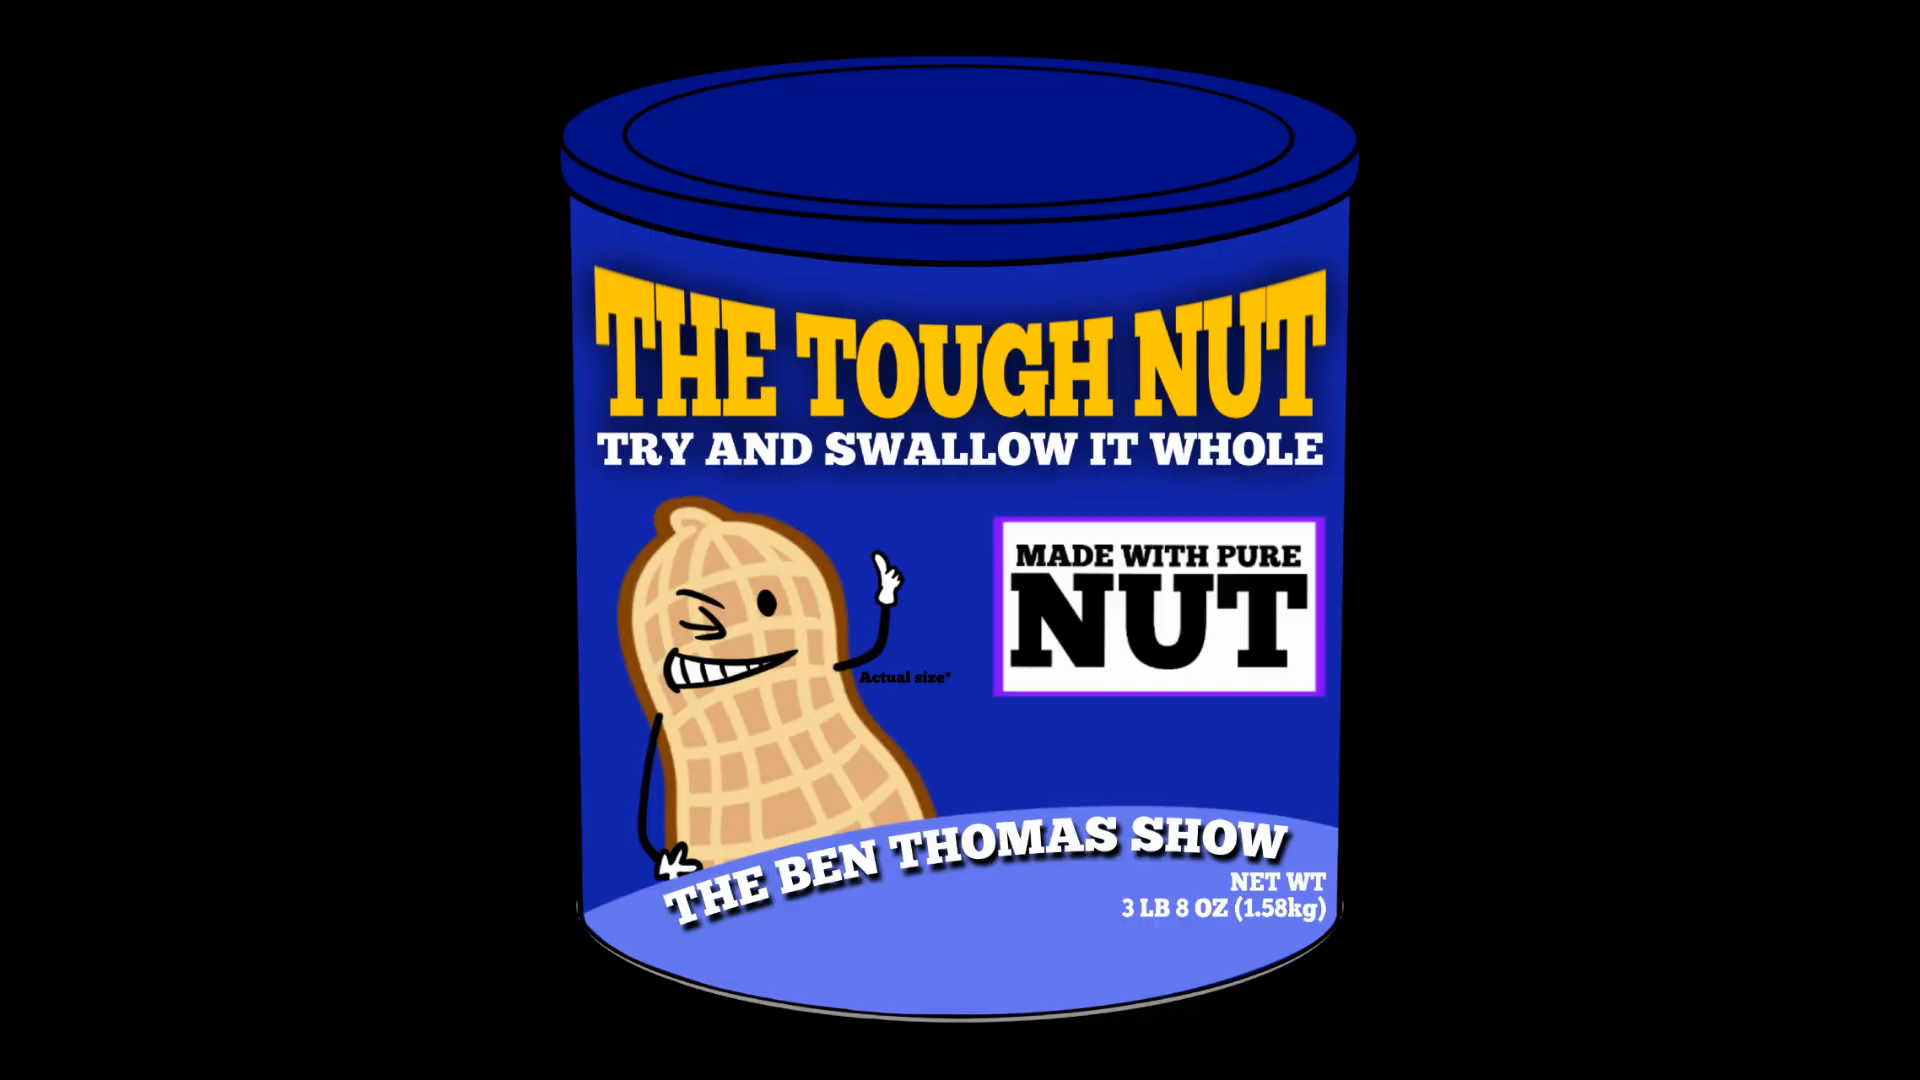 THE TOUGH NUT
TRY AND SWALLOW IT WHOLE
MADE WITH PURE
NUT
Actual size*
THE BEN THOMAS SHOW
NET WT
3 LB 8 OZ (1.58kg)